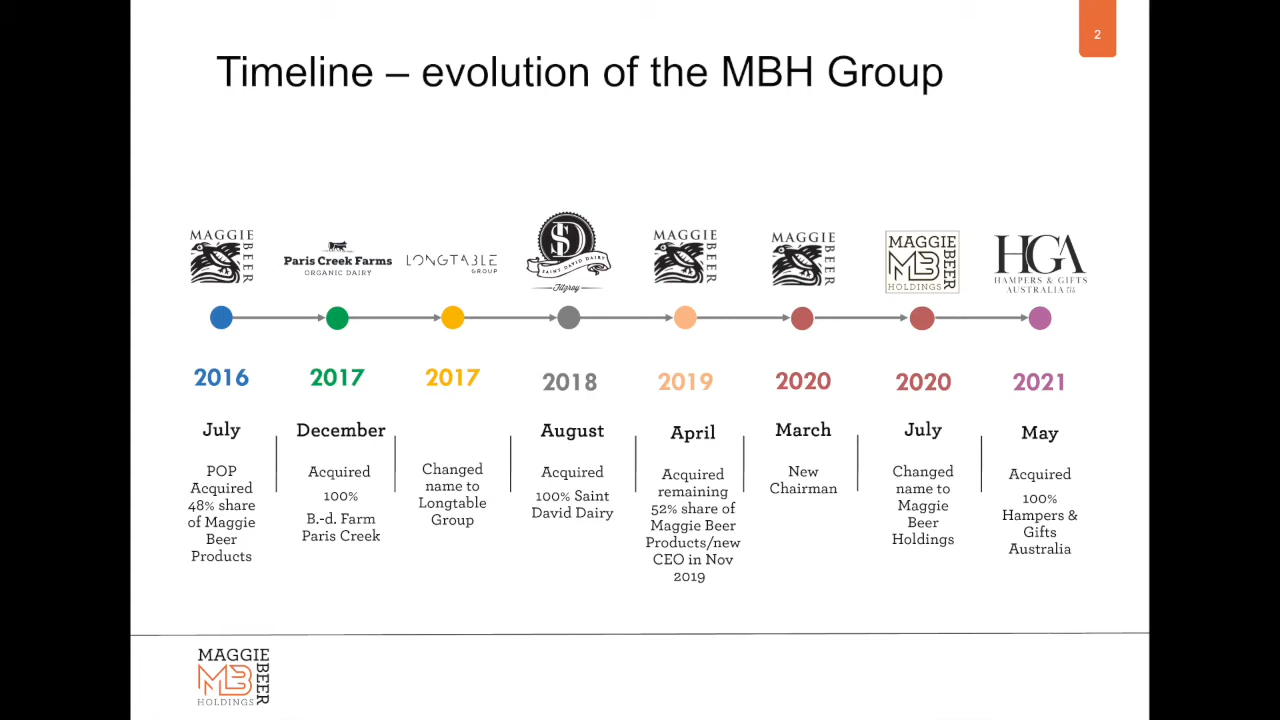 2
Timeline – evolution of the MBH Group
MAGGIE
BEER
Paris Creek Farms
ORGANIC DAIRY
LONGTABLE
GROUP
SD
SAINT DAVID DAIRY
Fitzroy
MAGGIE
BEER
MAGGIE
BEER
MAGGIE
BEER
MB
HOLDINGS
HGA
HAMPERS & GIFTS
AUSTRALIA
2016
2017
2017
2018
2019
2020
2020
2021
July
POP
Acquired
48% share
of Maggie
Beer
Products
December
Acquired
100%
B.-d. Farm
Paris Creek
Changed
name to
Longtable
Group
August
Acquired
100% Saint
David Dairy
April
Acquired
remaining
52% share of
Maggie Beer
Products/new
CEO in Nov
2019
March
New
Chairman
July
Changed
name to
Maggie
Beer
Holdings
May
Acquired
100%
Hampers &
Gifts
Australia
MAGGIE
BEER
MB
HOLDINGS